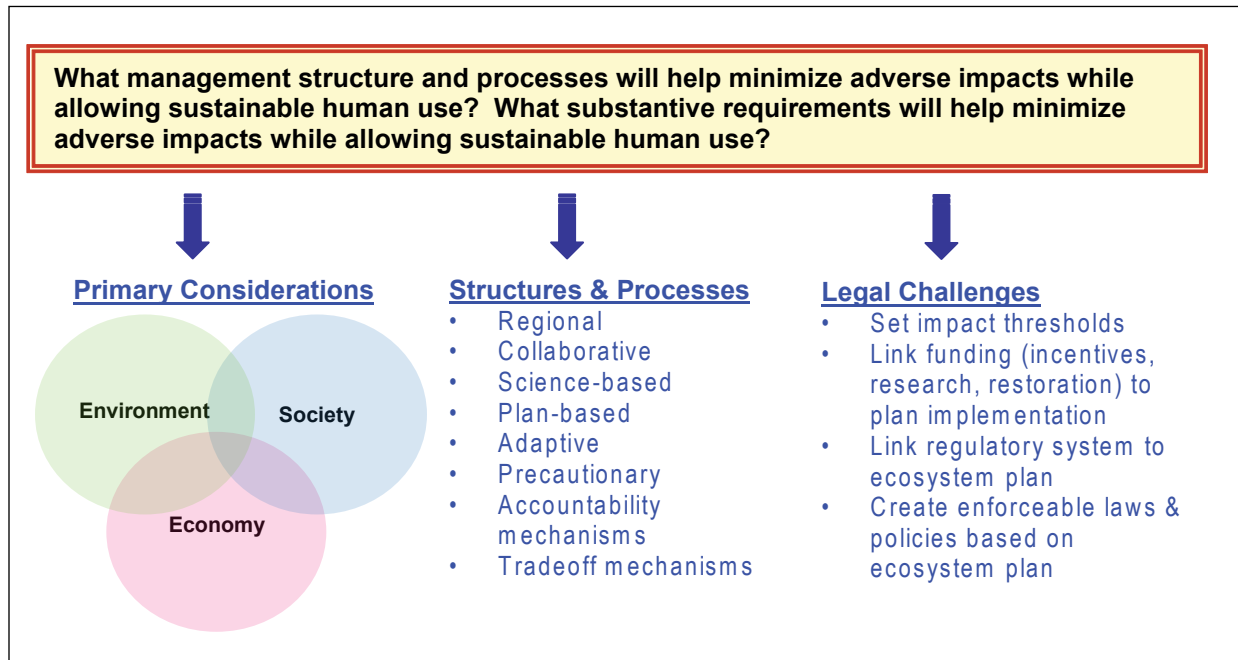 What management structure and processes will help minimize adverse impacts while
allowing sustainable human use?  What substantive requirements will help minimize
adverse impacts while allowing sustainable human use?
Primary Considerations
Environment
Society
Economy
Structures & Processes
• Regional
• Collaborative
• Science-based
• Plan-based
• Adaptive
• Precautionary
• Accountability
mechanisms
• Tradeoff mechanisms
Legal Challenges
• Set impact thresholds
• Link funding (incentives,
research, restoration) to
plan implementation
• Link regulatory system to
ecosystem plan
• Create enforceable laws &
policies based on
ecosystem plan